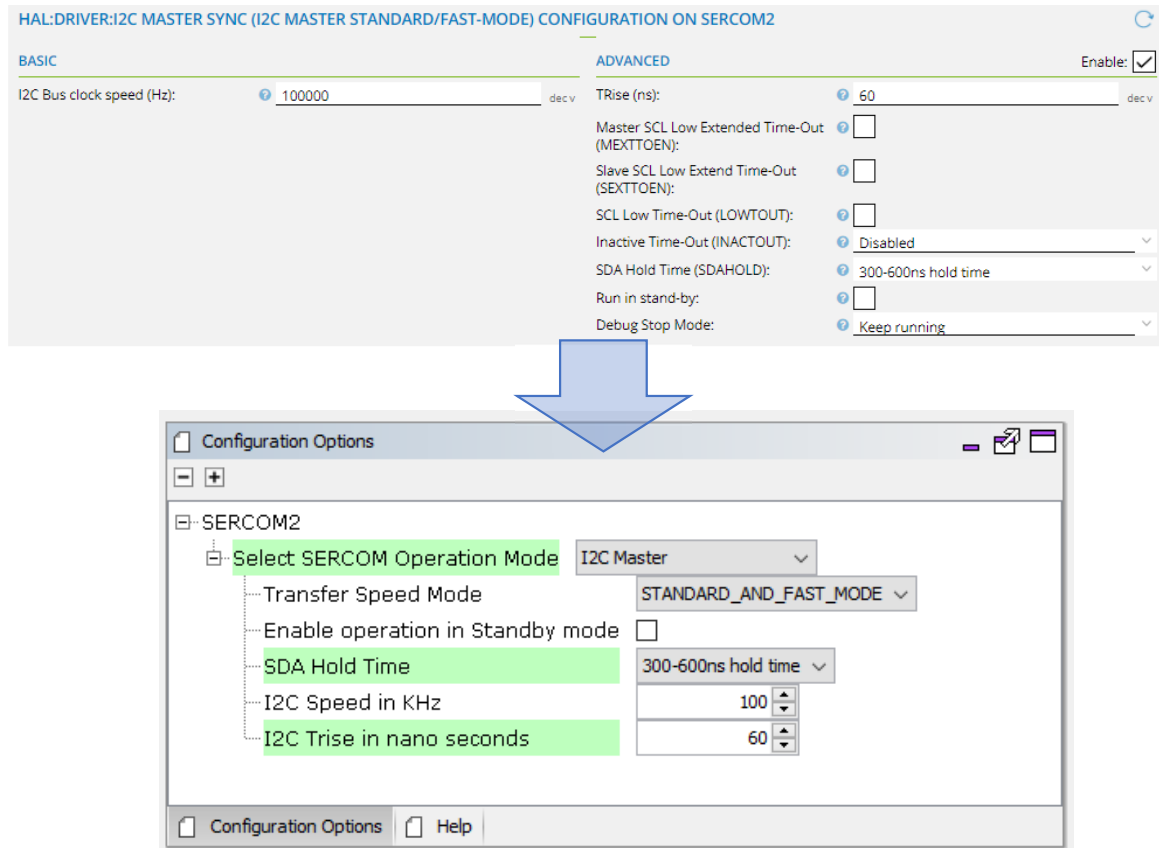 HAL:DRIVER:I2C MASTER SYNC (I2C MASTER STANDARD/FAST-MODE) CONFIGURATION ON SERCOM2
BASIC
I2C Bus clock speed (Hz): 100000 dec
ADVANCED Enable:
TRise (ns): 60 dec
Master SCL Low Extended Time-Out
(MEXTTOEN):
Slave SCL Low Extend Time-Out
(SEXTTOEN):
SCL Low Time-Out (LOWTOUT):
Inactive Time-Out (INACTOUT): Disabled
SDA Hold Time (SDAHOLD): 300-600ns hold time
Run in stand-by:
Debug Stop Mode: Keep running
Configuration Options
SERCOM2
Select SERCOM Operation Mode I2C Master
Transfer Speed Mode STANDARD_AND_FAST_MODE
Enable operation in Standby mode
SDA Hold Time 300-600ns hold time
I2C Speed in KHz 100
I2C Trise in nano seconds 60
Configuration Options Help